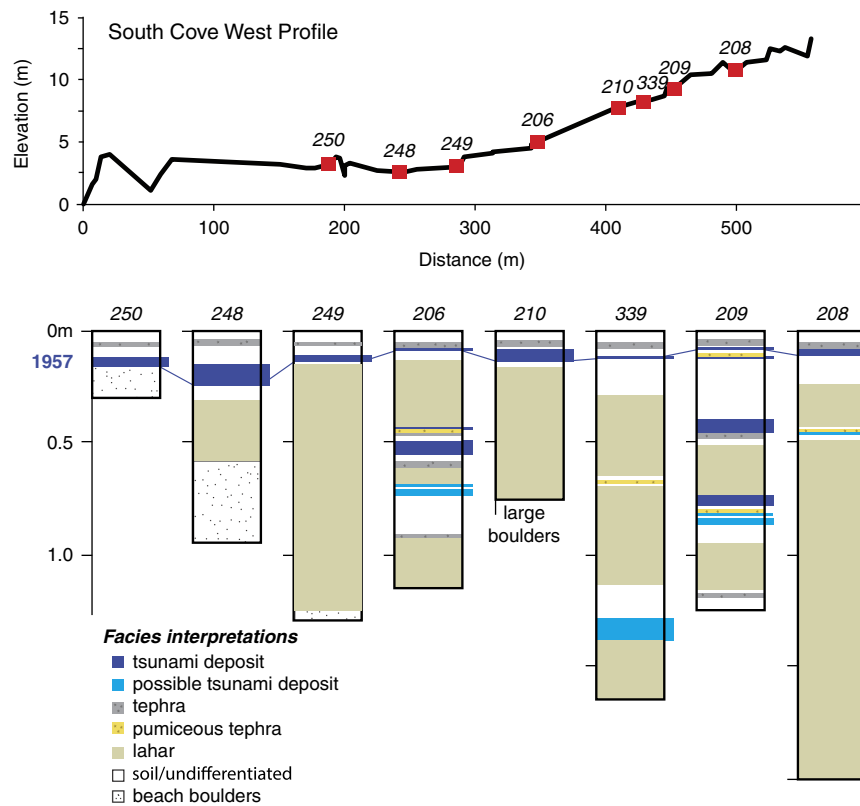 15
South Cove West Profile
10
Elevation (m)
5
0
250
248
249
206
210
339
209
208
0
100
200
300
400
500
Distance (m)
250
248
249
206
210
339
209
208
0m
1957
0.5
large
boulders
1.0
Facies interpretations
tsunami deposit
possible tsunami deposit
tephra
pumiceous tephra
lahar
soil/undifferentiated
beach boulders